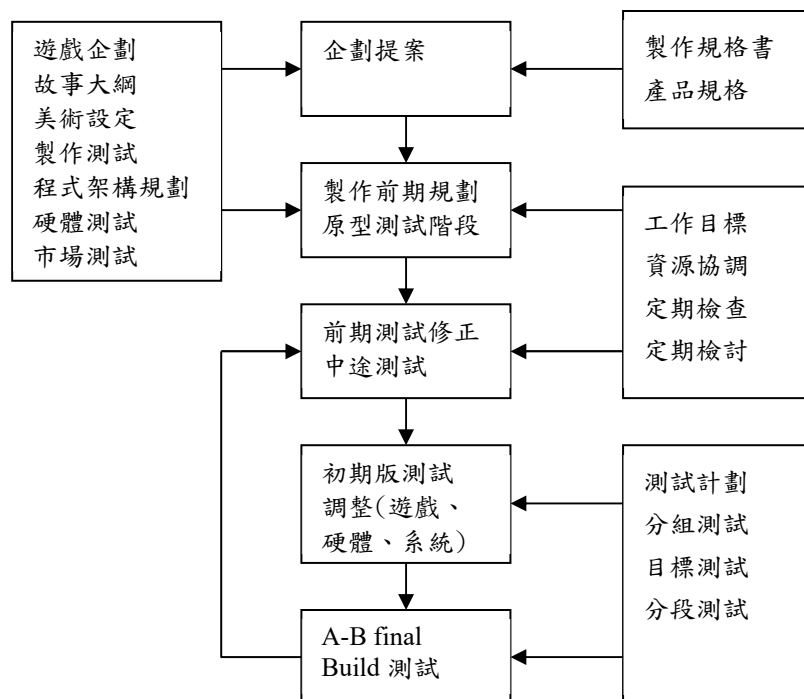 遊戲企劃
故事大綱
美術設定
製作測試
程式架構規劃
硬體測試
市場測試
企劃提案
製作規格書
產品規格
製作前期規劃
原型測試階段
工作目標
資源協調
定期檢查
定期檢討
前期測試修正
中途測試
初期版測試
調整(遊戲、
硬體、系統)
測試計劃
分組測試
目標測試
分段測試
A-B final
Build 測試